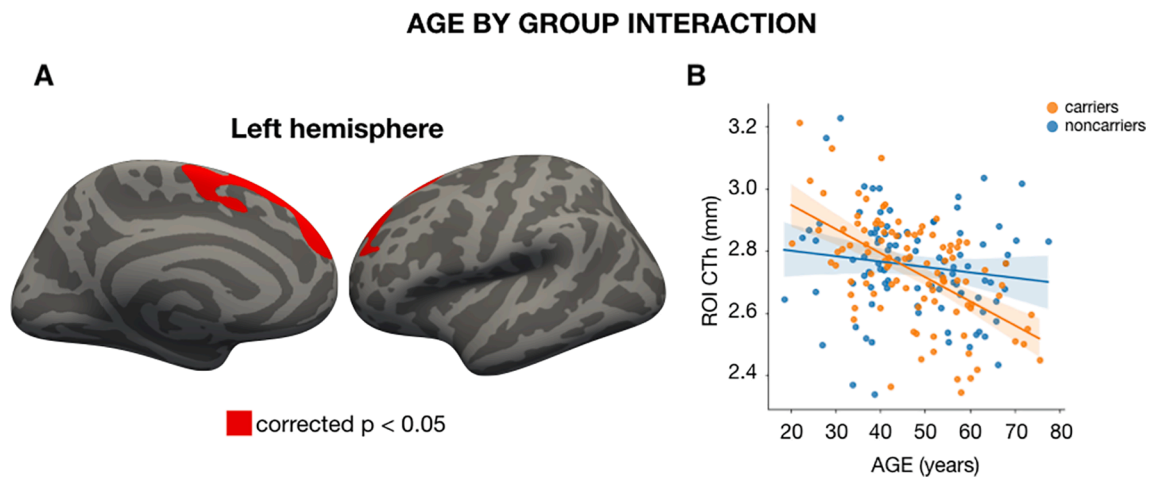 AGE BY GROUP INTERACTION
A
B
Left hemisphere
corrected p < 0.05
carriers
noncarriers
3.2
3.0
2.8
2.6
2.4
ROI CTh (mm)
20 30 40 50 60 70 80
AGE (years)